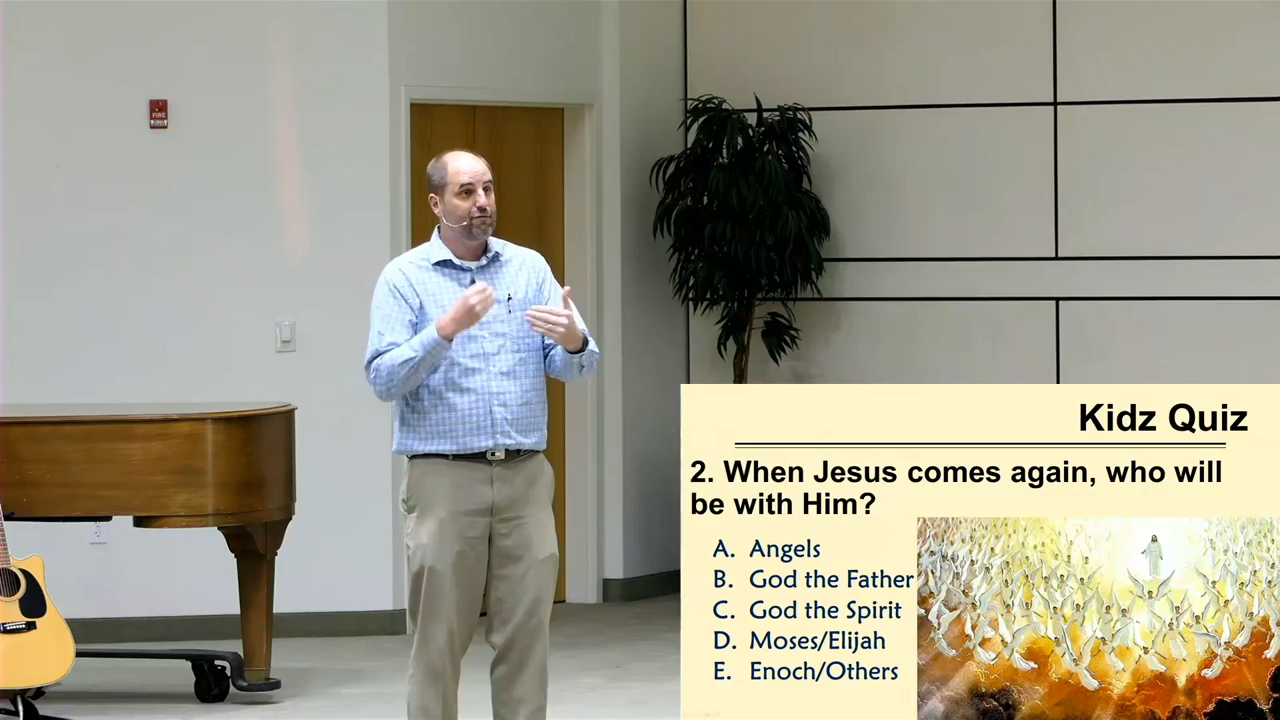 FIRE
Kidz Quiz
2. When Jesus comes again, who will
be with Him?
A. Angels
B. God the Father
C. God the Spirit
D. Moses/Elijah
E. Enoch/Others